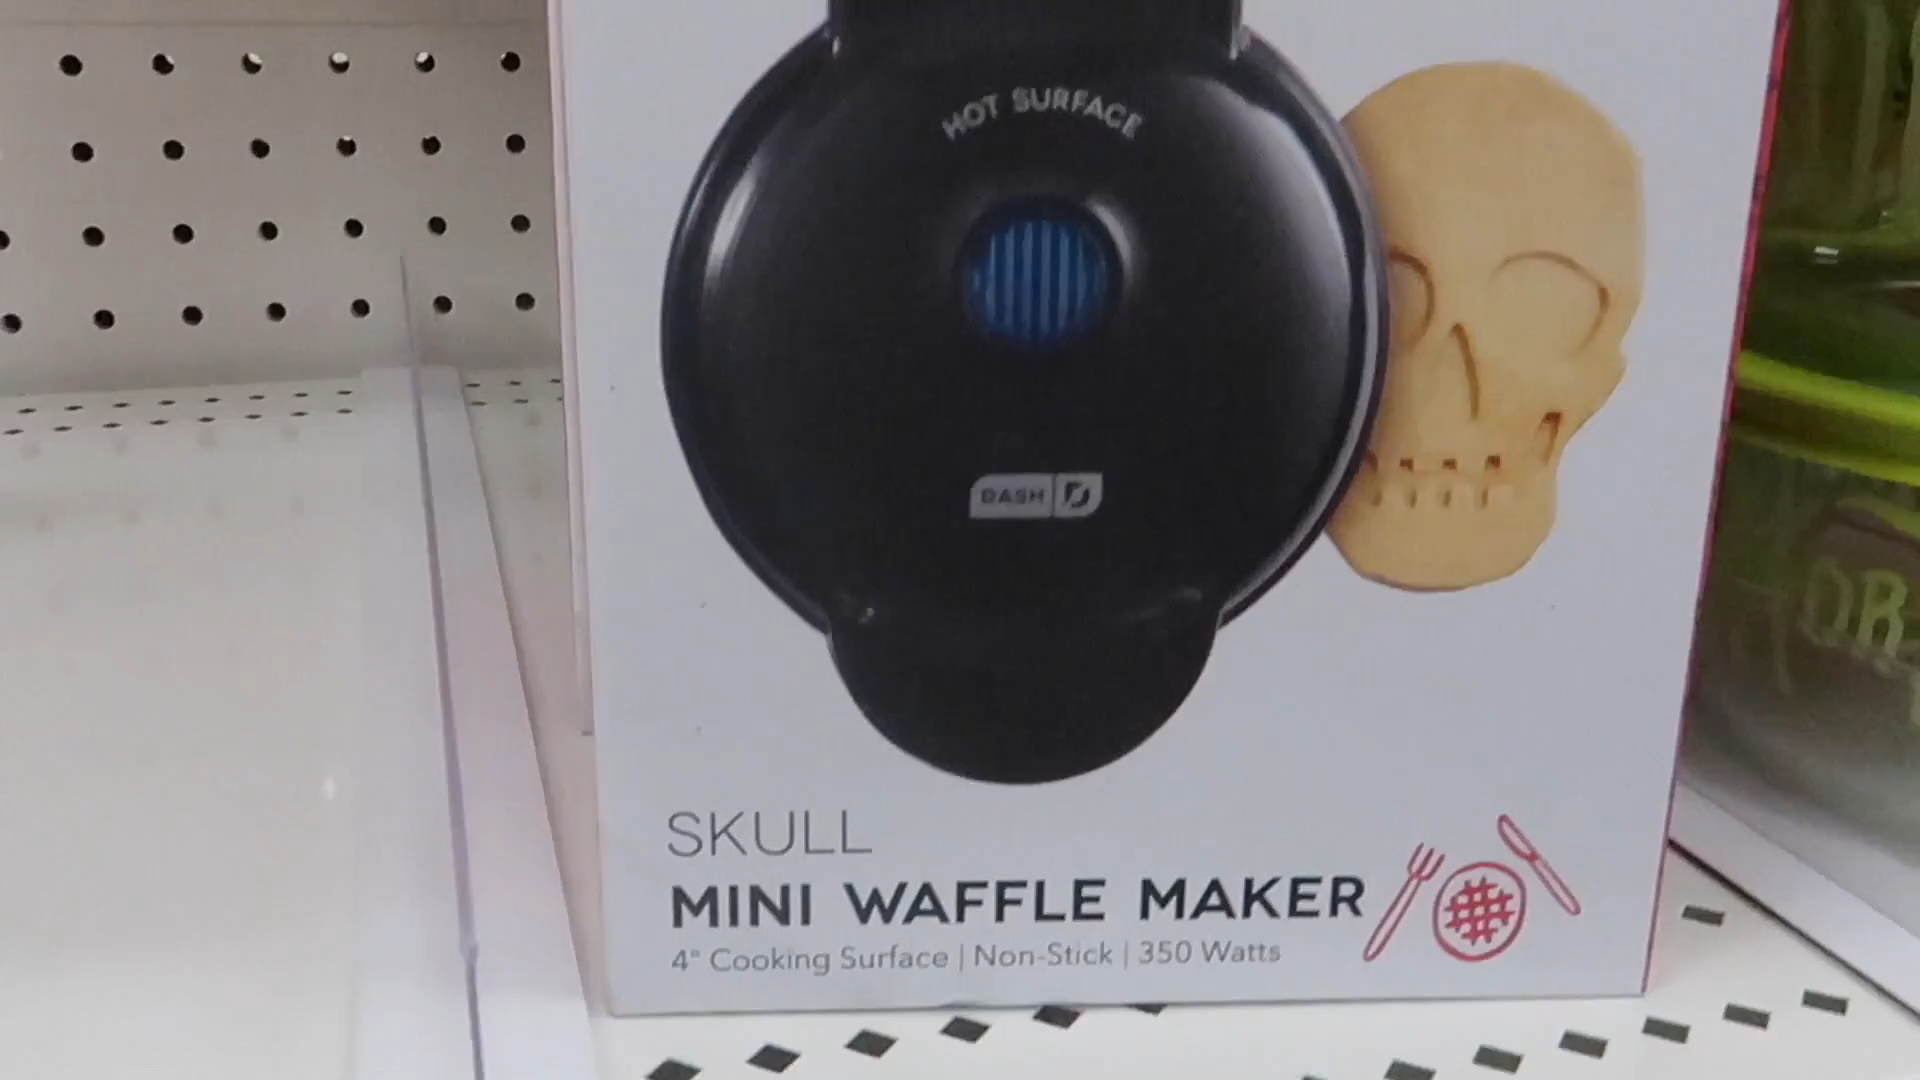 HOT SURFACE
DASH
SKULL
MINI WAFFLE MAKER
4" Cooking Surface | Non-Stick | 350 Watts